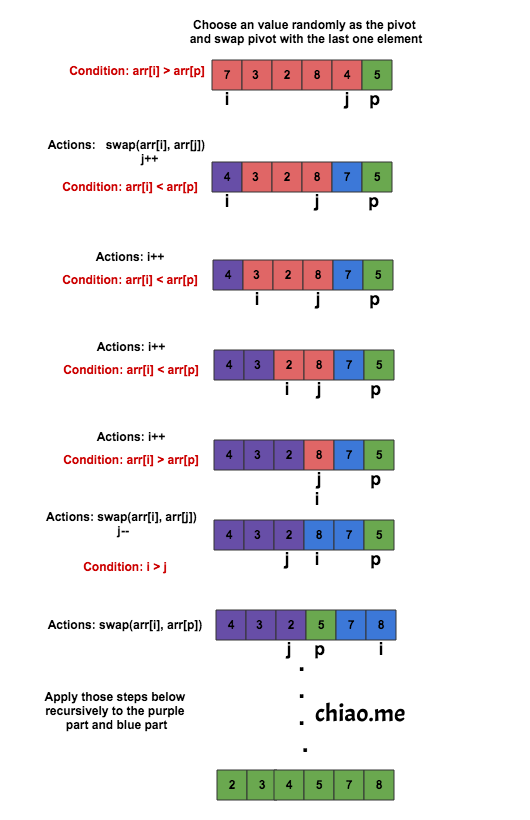 Choose an value randomly as the pivot
and swap pivot with the last one element
Condition: arr[i] > arr[p]
7 3 2 8 4 5
i j p
Actions: swap(arr[i], arr[j])
j++
Condition: arr[i] < arr[p]
4 3 2 8 7 5
i j p
Actions: i++
Condition: arr[i] < arr[p]
4 3 2 8 7 5
i j p
Actions: i++
Condition: arr[i] < arr[p]
4 3 2 8 7 5
i j p
Actions: i++
Condition: arr[i] > arr[p]
4 3 2 8 7 5
j p
i
Actions: swap(arr[i], arr[j])
j--
Condition: i > j
4 3 2 8 7 5
j i p
Actions: swap(arr[i], arr[p])
4 3 2 5 7 8
j p i
Apply those steps below
recursively to the purple
part and blue part
chiao.me
2 3 4 5 7 8